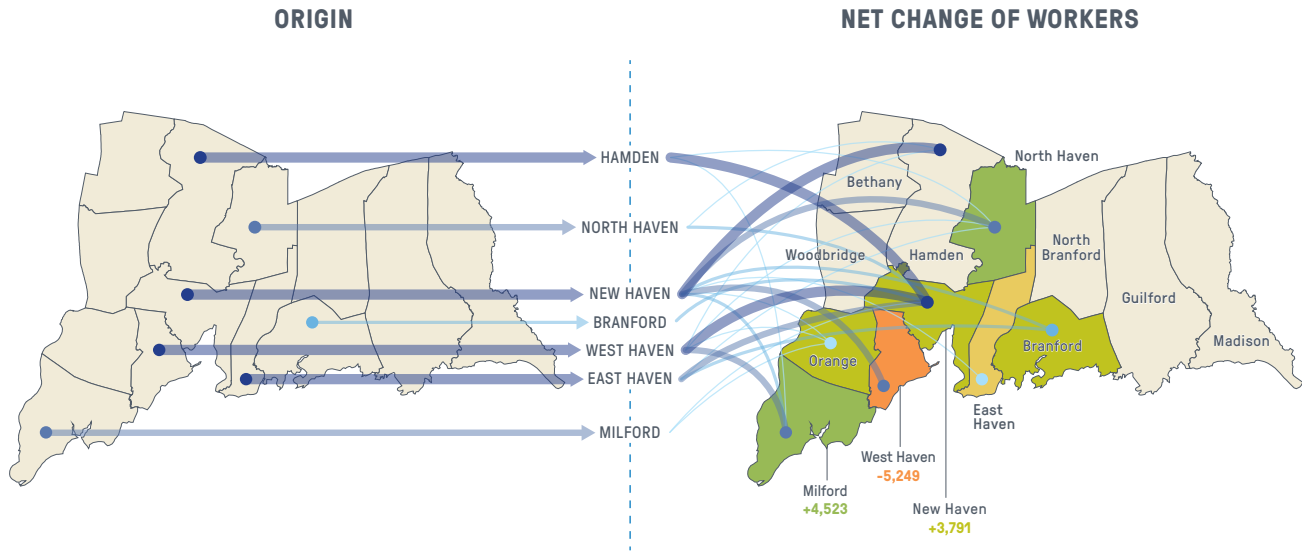 ORIGIN
NET CHANGE OF WORKERS
HAMDEN
NORTH HAVEN
NEW HAVEN
BRANFORD
WEST HAVEN
EAST HAVEN
MILFORD
North Haven
Bethany
Woodbridge
Hamden
North
Branford
Guilford
Madison
Branford
Orange
East
Haven
West Haven
-5,249
Milford
+4,523
New Haven
+3,791